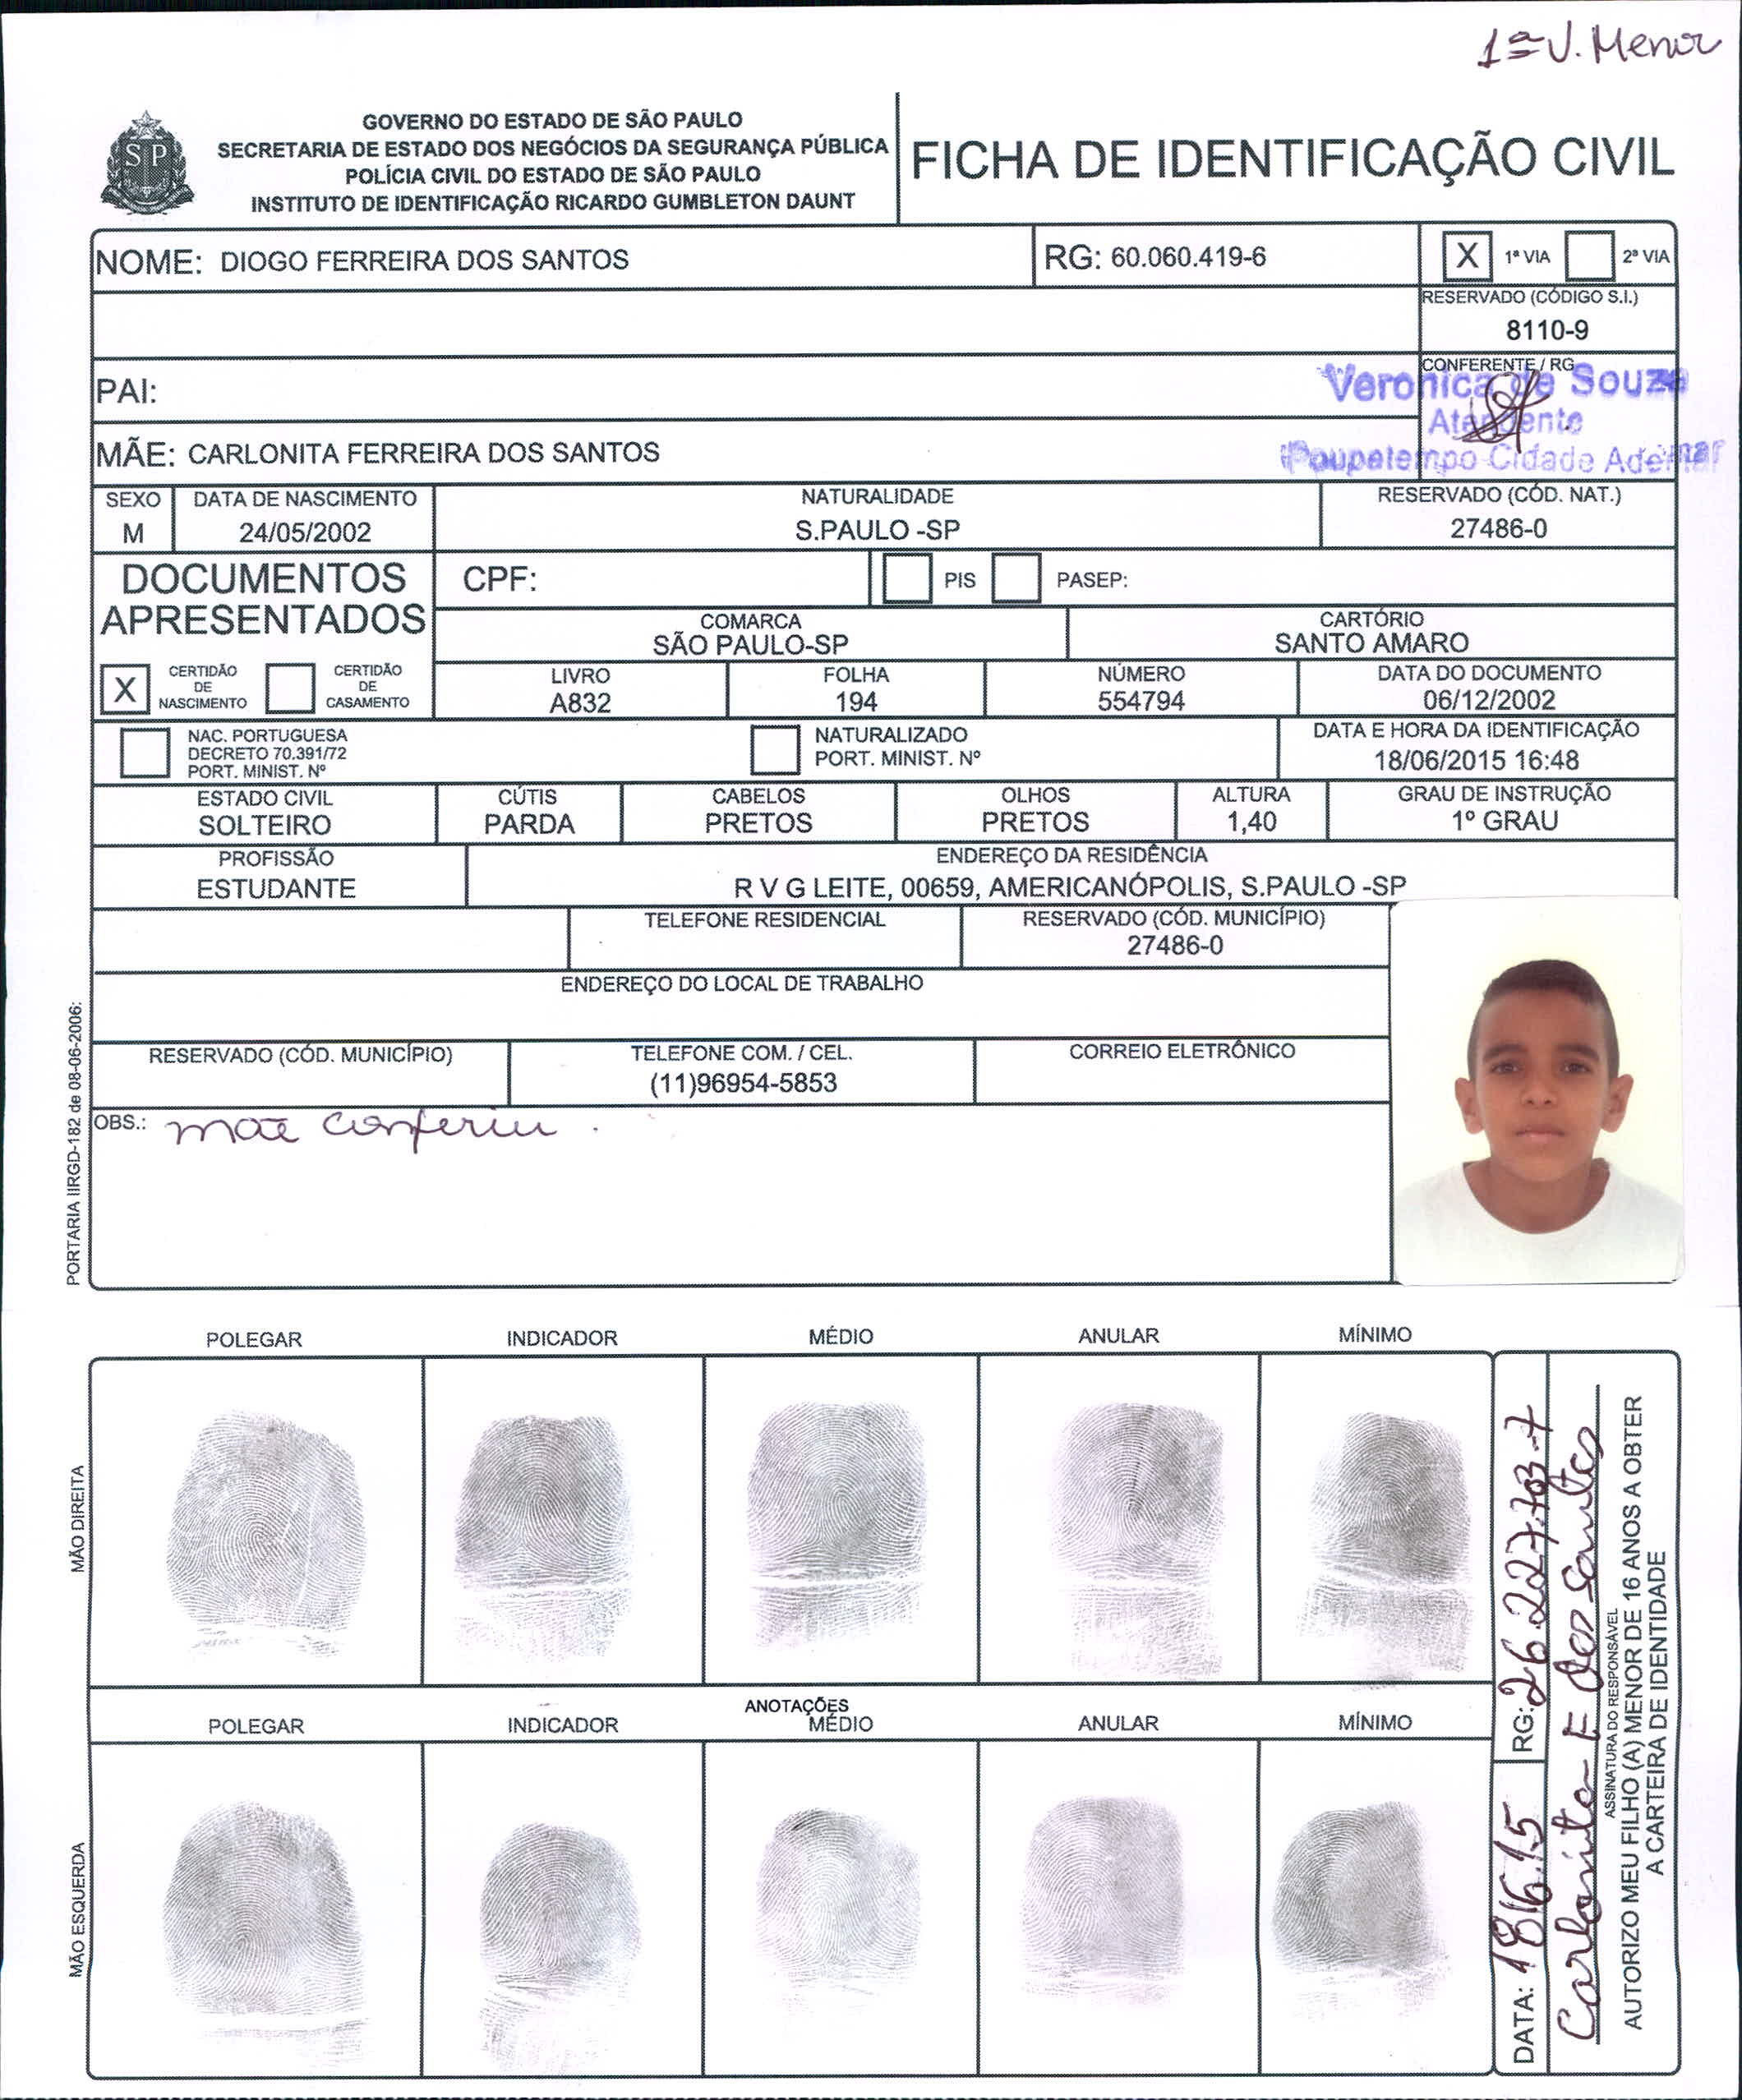 1ª V. Menor
GOVERNO DO ESTADO DE SÃO PAULO
SECRETARIA DE ESTADO DOS NEGÓCIOS DA SEGURANÇA PÚBLICA
POLÍCIA CIVIL DO ESTADO DE SÃO PAULO
INSTITUTO DE IDENTIFICAÇÃO RICARDO GUMBLETON DAUNT
SP
FICHA DE IDENTIFICAÇÃO CIVIL
NOME: DIOGO FERREIRA DOS SANTOS
RG: 60.060.419-6
X 1ª VIA 2ª VIA
RESERVADO (CÓDIGO S.I.)
8110-9
PAI:
CONFERENTE / RG
Veronica de Souza
Atendente
Poupatempo Cidade Ademar
MÃE: CARLONITA FERREIRA DOS SANTOS
SEXO
M
DATA DE NASCIMENTO
24/05/2002
NATURALIDADE
S.PAULO -SP
RESERVADO (CÓD. NAT.)
27486-0
DOCUMENTOS
APRESENTADOS
CPF:
PIS
PASEP:
COMARCA
SÃO PAULO-SP
CARTÓRIO
SANTO AMARO
X
CERTIDÃO
DE
NASCIMENTO
CERTIDÃO
DE
CASAMENTO
LIVRO
A832
FOLHA
194
NÚMERO
554794
DATA DO DOCUMENTO
06/12/2002
NAC. PORTUGUESA
DECRETO 70.391/72
PORT. MINIST. Nº
NATURALIZADO
PORT. MINIST. Nº
DATA E HORA DA IDENTIFICAÇÃO
18/06/2015 16:48
ESTADO CIVIL
SOLTEIRO
CÚTIS
PARDA
CABELOS
PRETOS
OLHOS
PRETOS
ALTURA
1,40
GRAU DE INSTRUÇÃO
1º GRAU
PROFISSÃO
ESTUDANTE
ENDEREÇO DA RESIDÊNCIA
R V G LEITE, 00659, AMERICANÓPOLIS, S.PAULO -SP
TELEFONE RESIDENCIAL
RESERVADO (CÓD. MUNICÍPIO)
27486-0
ENDEREÇO DO LOCAL DE TRABALHO
RESERVADO (CÓD. MUNICÍPIO)
TELEFONE COM. / CEL.
(11)96954-5853
CORREIO ELETRÔNICO
OBS.: mãe conferiu.
PORTARIA IIRGD-182 de 08-06-2006:
POLEGAR INDICADOR MÉDIO ANULAR MÍNIMO
MÃO DIREITA
ANOTAÇÕES
POLEGAR INDICADOR MÉDIO ANULAR MÍNIMO
MÃO ESQUERDA
DATA: 18.6.15 RG: 26.227.703-7
Carlonita F dos Santos
ASSINATURA DO RESPONSÁVEL
AUTORIZO MEU FILHO (A) MENOR DE 16 ANOS A OBTER
A CARTEIRA DE IDENTIDADE